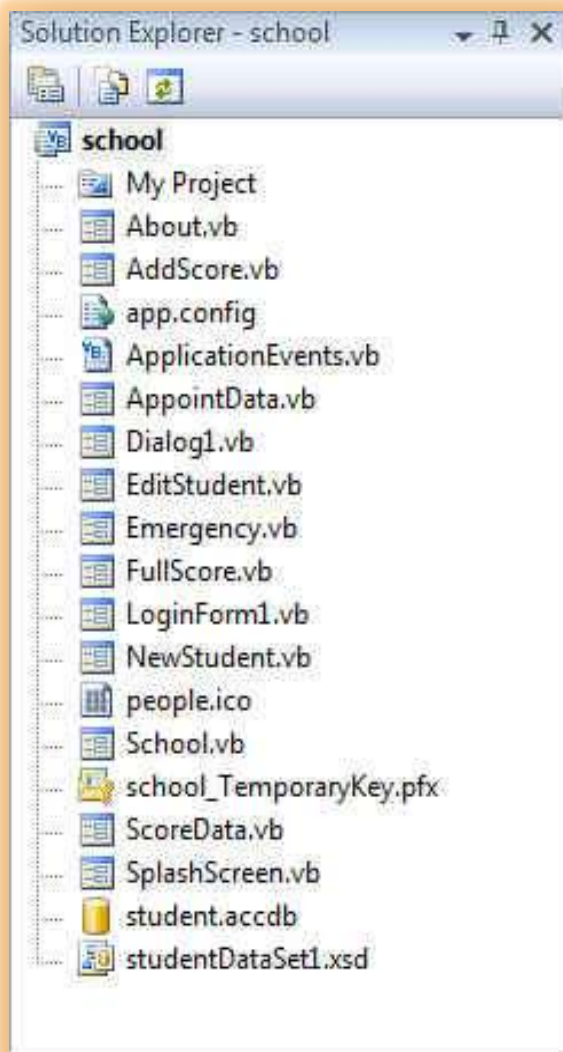 Solution Explorer - school
school
My Project
About.vb
AddScore.vb
app.config
ApplicationEvents.vb
AppointData.vb
Dialog1.vb
EditStudent.vb
Emergency.vb
FullScore.vb
LoginForm1.vb
NewStudent.vb
people.ico
School.vb
school_TemporaryKey.pfx
ScoreData.vb
SplashScreen.vb
student.accdb
studentDataSet1.xsd